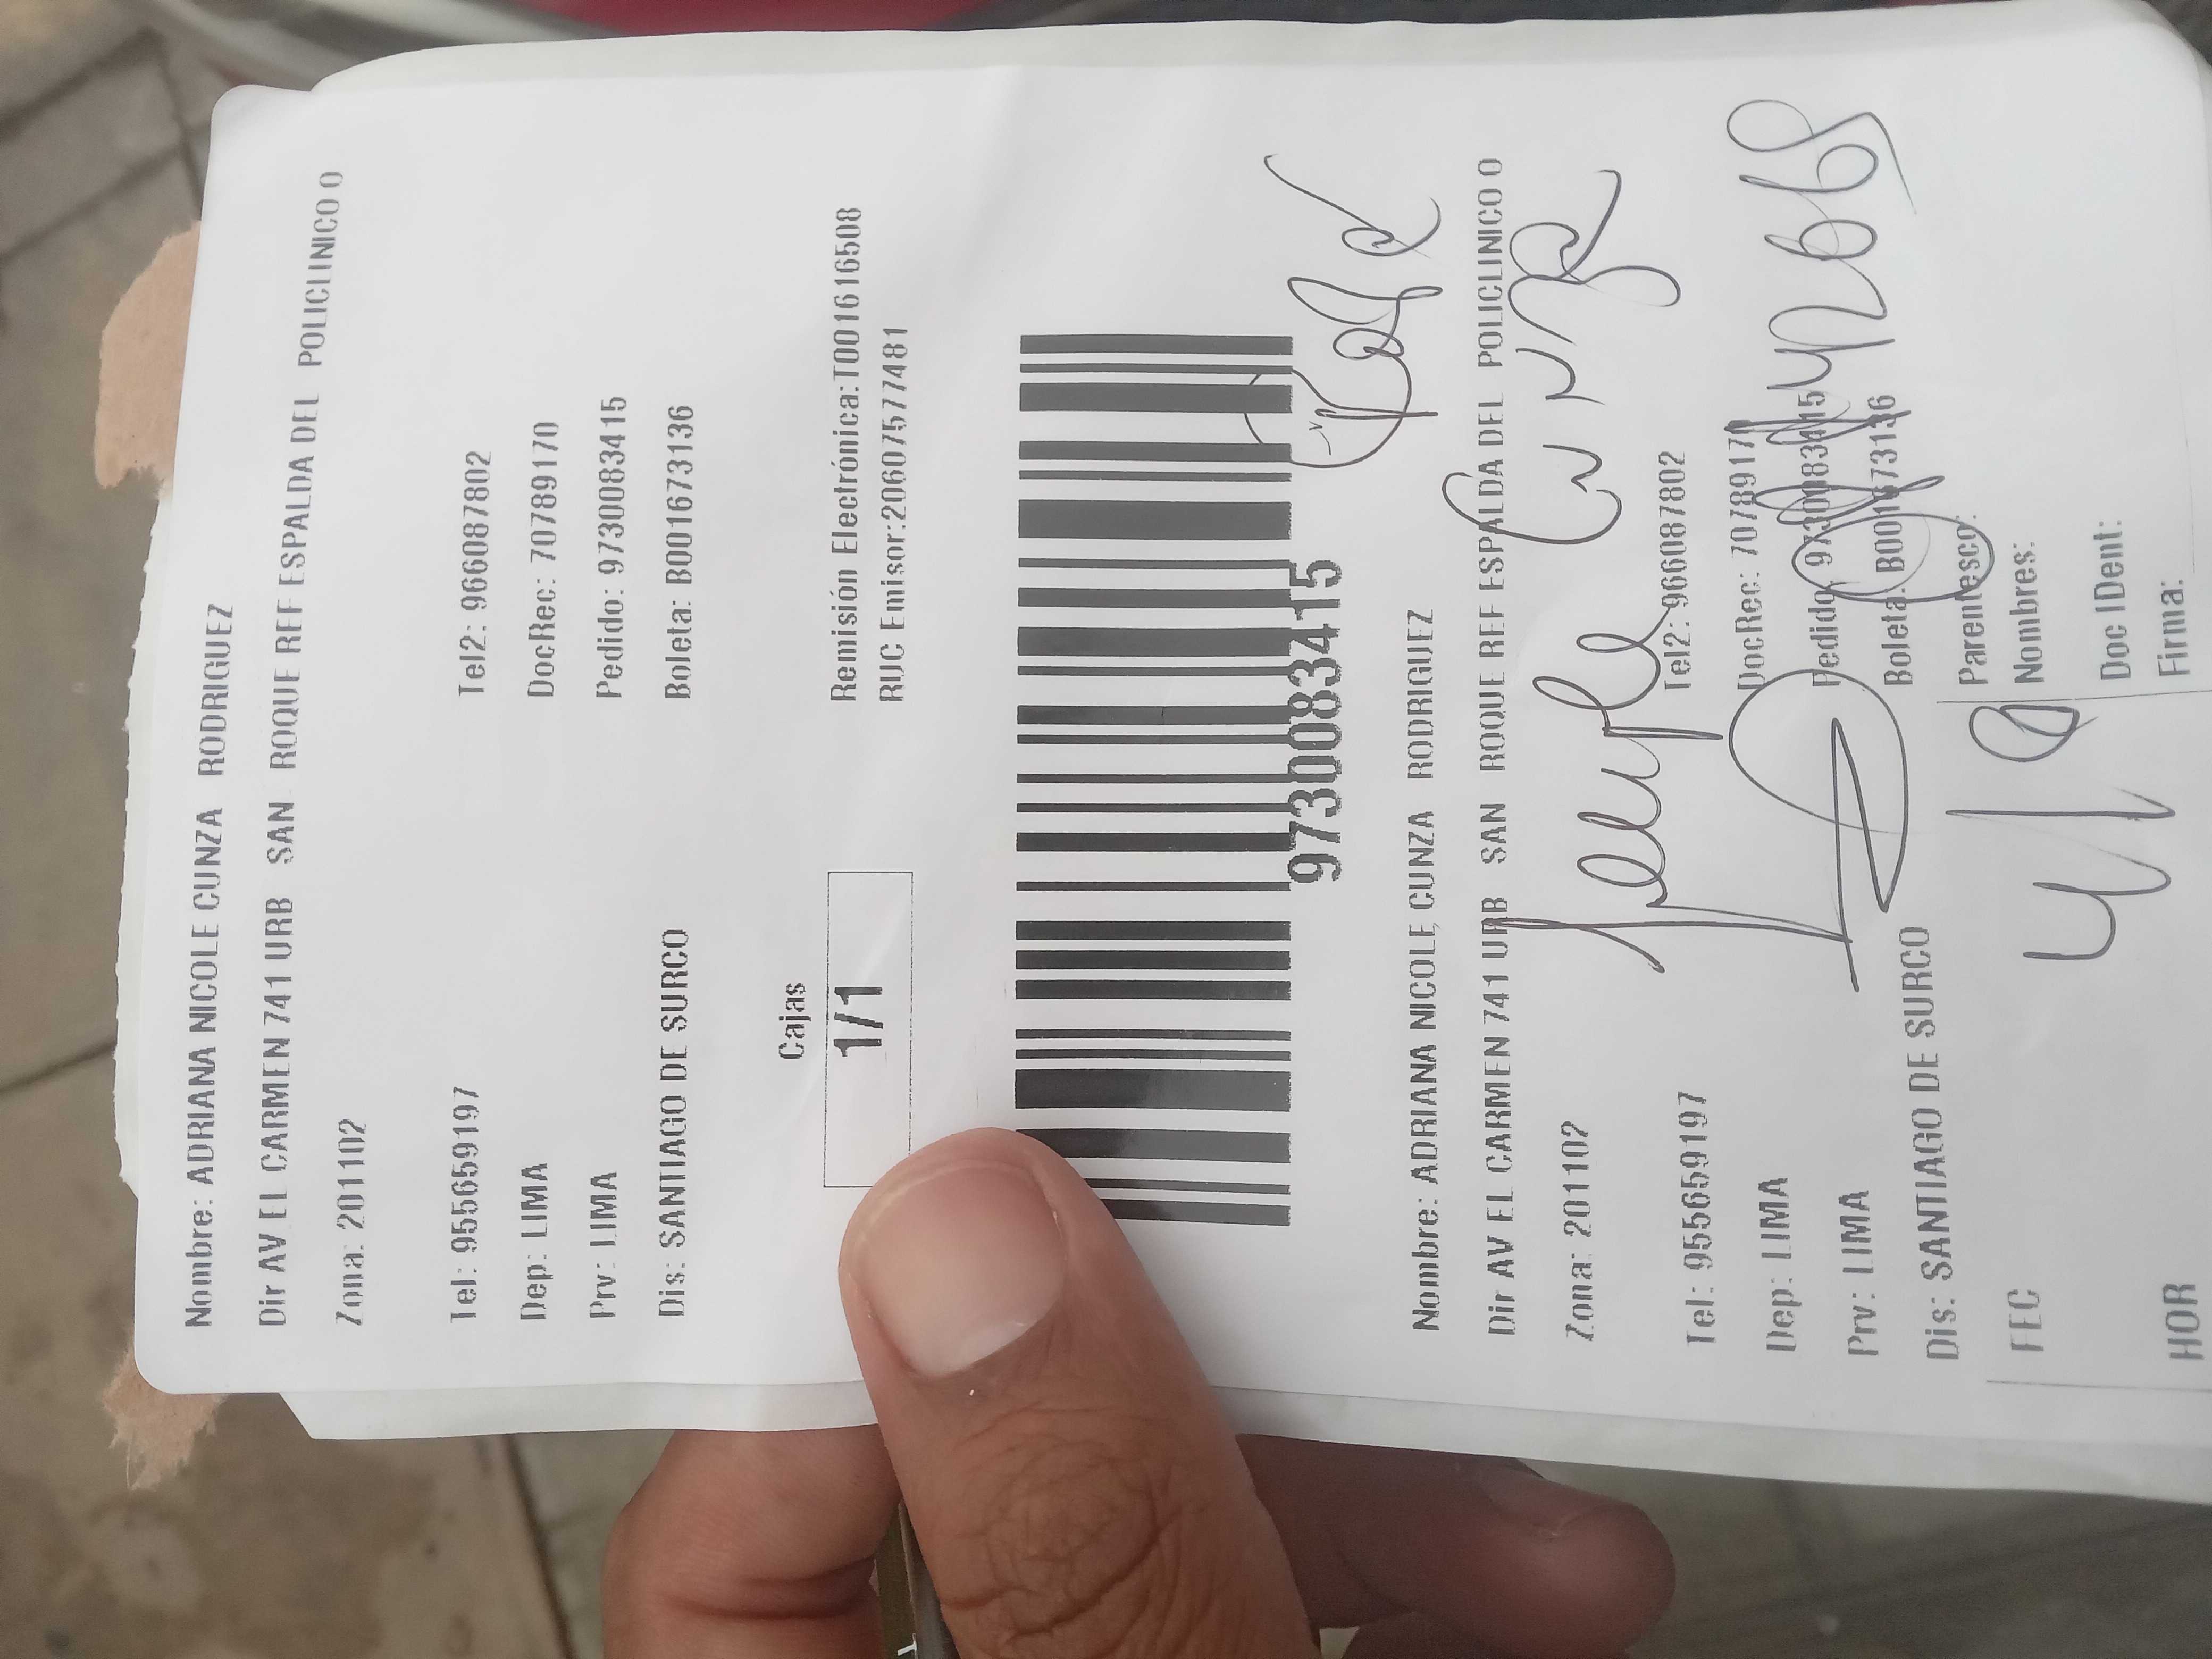 Nombre: ADRIANA NICOLE CUNZA RODRIGUEZ
Dir AV EL CARMEN 741 URB SAN ROQUE REF ESPALDA DEL POLICLINICO O
Zona: 201102
Tel: 955659197 Tel2: 966087802
Dep: LIMA DocRec: 70789170
Prv: LIMA Pedido: 9730083415
Dis: SANTIAGO DE SURCO Boleta: B001673136
Cajas
1/1
Remisión Electrónica:T001616508
RUC Emisor:20607577481
9730083415
Nombre: ADRIANA NICOLE CUNZA RODRIGUEZ
Dir AV EL CARMEN 741 URB SAN ROQUE REF ESPALDA DEL POLICLINICO O
Zona: 201102
Cunza
Tel: 955659197 Tel2: 966087802
Dep: LIMA DocRec: 70789170
Prv: LIMA Pedido: 9730083415
Dis: SANTIAGO DE SURCO Boleta: B001673136
Parentesco:
FEC Nombres:
Doc IDent:
HOR Firma: